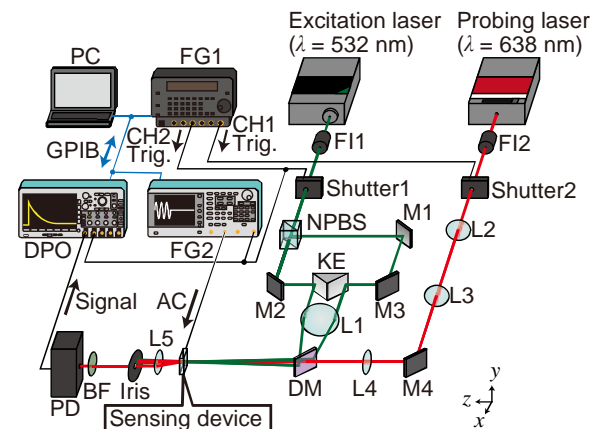 Excitation laser
(λ = 532 nm)
Probing laser
(λ = 638 nm)
PC
FG1
CH2
Trig.
CH1
Trig.
GPIB
FI1
FI2
Shutter1
Shutter2
NPBS
M1
L2
DPO
FG2
M2
KE
M3
L3
L1
Signal
AC
L5
PD
BF
Iris
DM
L4
M4
Sensing device
y
z
x